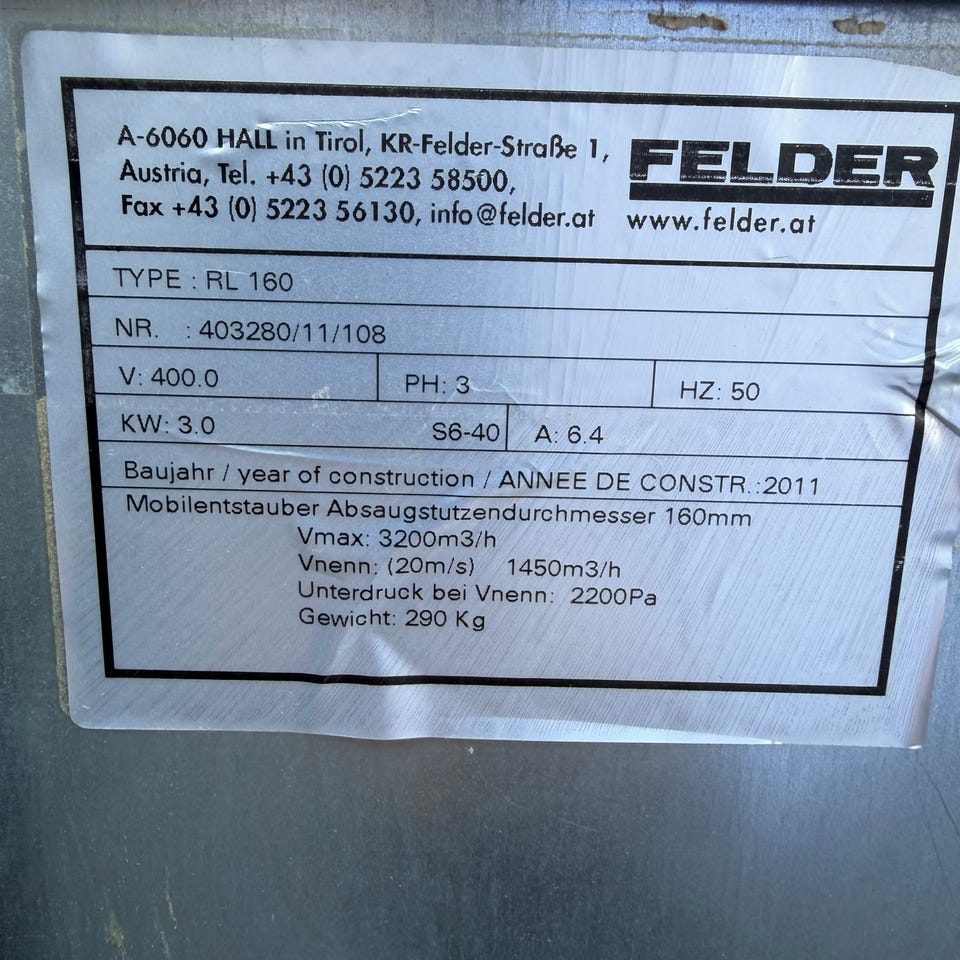 A-6060 HALL in Tirol, KR-Felder-Straße 1,
Austria, Tel. +43 (0) 5223 58500,
Fax +43 (0) 5223 56130, info@felder.at
FELDER
www.felder.at
TYPE : RL 160
NR. : 403280/11/108
V: 400.0 PH: 3 HZ: 50
KW: 3.0 S6-40 A: 6.4
Baujahr / year of construction / ANNEE DE CONSTR.:2011
Mobilentstauber Absaugstutzendurchmesser 160mm
Vmax: 3200m3/h
Vnenn: (20m/s) 1450m3/h
Unterdruck bei Vnenn: 2200Pa
Gewicht: 290 Kg